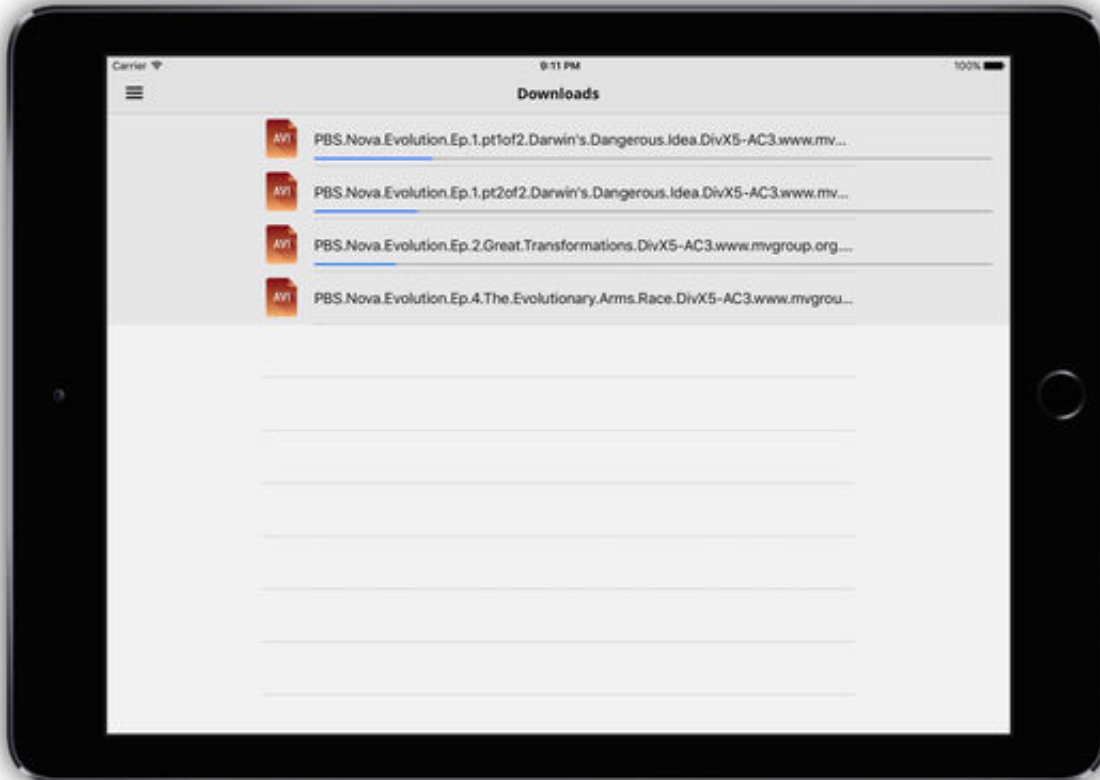 Carrier
9:11 PM
100%
Downloads
AVI
PBS.Nova.Evolution.Ep.1.pt1of2.Darwin's.Dangerous.Idea.DivX5-AC3.www.mv...
AVI
PBS.Nova.Evolution.Ep.1.pt2of2.Darwin's.Dangerous.Idea.DivX5-AC3.www.mv...
AVI
PBS.Nova.Evolution.Ep.2.Great.Transformations.DivX5-AC3.www.mvgroup.org....
AVI
PBS.Nova.Evolution.Ep.4.The.Evolutionary.Arms.Race.DivX5-AC3.www.mvgrou...